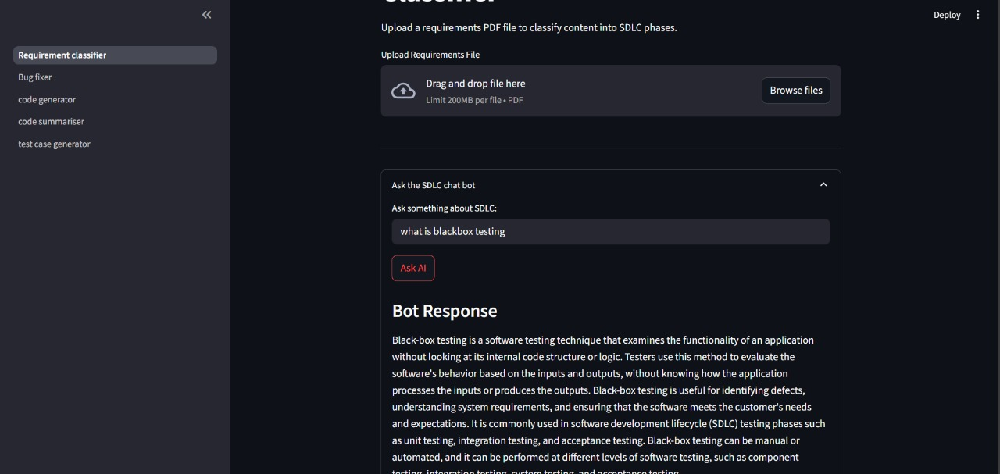 Deploy
Requirement classifier
Bug fixer
code generator
code summariser
test case generator
Classifier
Upload a requirements PDF file to classify content into SDLC phases.
Upload Requirements File
Drag and drop file here
Limit 200MB per file • PDF
Browse files
Ask the SDLC chat bot
Ask something about SDLC:
what is blackbox testing
Ask AI
Bot Response
Black-box testing is a software testing technique that examines the functionality of an application
without looking at its internal code structure or logic. Testers use this method to evaluate the
software's behavior based on the inputs and outputs, without knowing how the application
processes the inputs or produces the outputs. Black-box testing is useful for identifying defects,
understanding system requirements, and ensuring that the software meets the customer's needs
and expectations. It is commonly used in software development lifecycle (SDLC) testing phases such
as unit testing, integration testing, and acceptance testing. Black-box testing can be manual or
automated, and it can be performed at different levels of software testing, such as component
testing, integration testing, system testing, and acceptance testing.